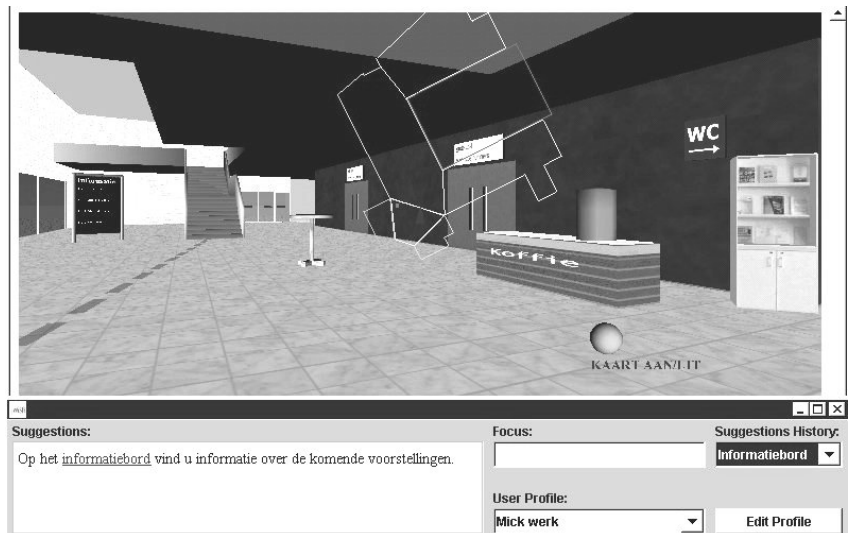 WC
Informatie
Koffie
KAART AAN/UIT
Suggestions:
Op het informatiebord vind u informatie over de komende voorstellingen.
Focus:
Suggestions History:
Informatiebord
User Profile:
Mick werk
Edit Profile